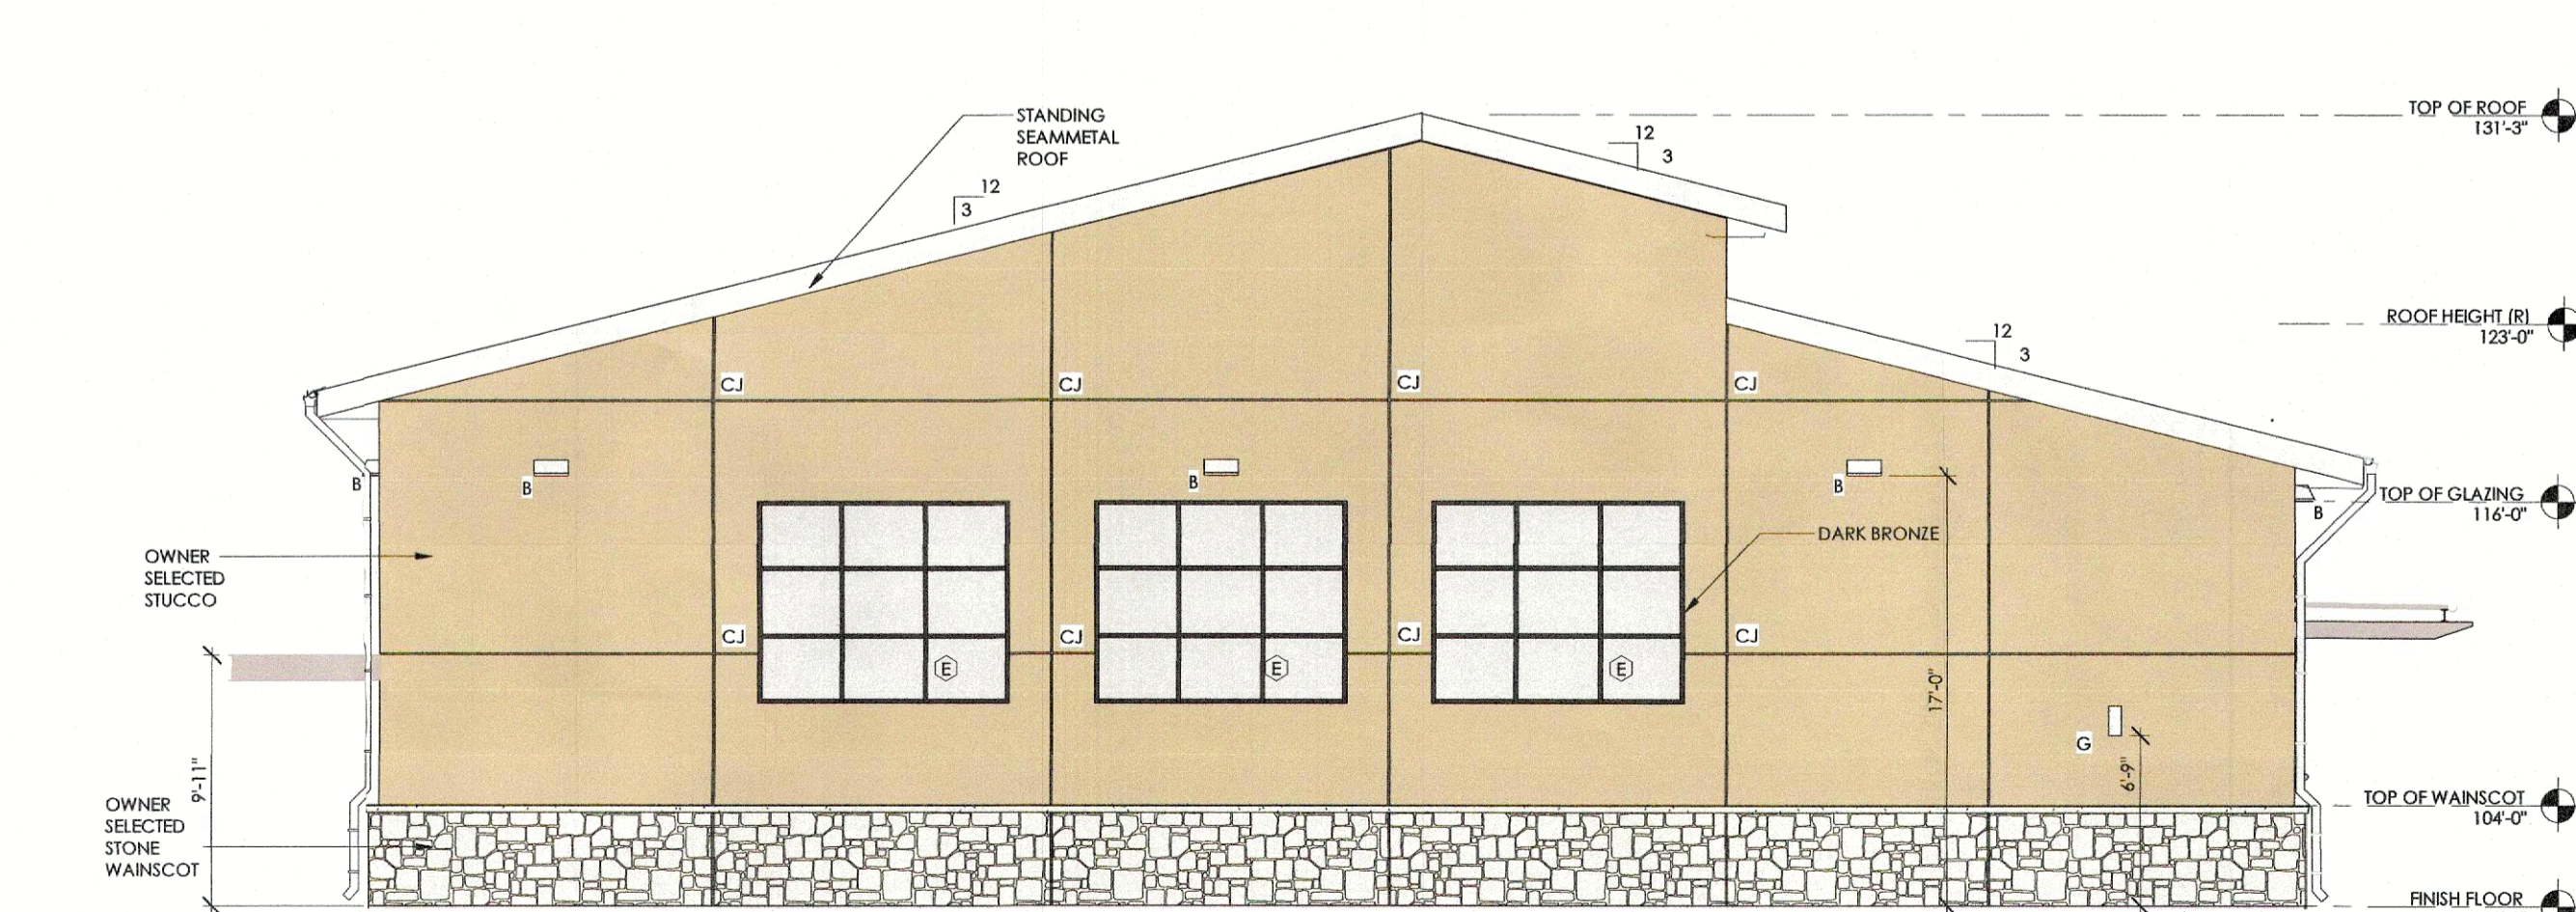 STANDING
SEAMMETAL
ROOF
12
3
12
3
TOP OF ROOF
131'-3"
12
3
ROOF HEIGHT (R)
123'-0"
CJ
CJ
CJ
CJ
B
B
B
B
B
TOP OF GLAZING
116'-0"
DARK BRONZE
OWNER
SELECTED
STUCCO
CJ
CJ
CJ
CJ
E
E
E
17'-0"
G
6'-9"
9'-11"
OWNER
SELECTED
STONE
WAINSCOT
TOP OF WAINSCOT
104'-0"
FINISH FLOOR